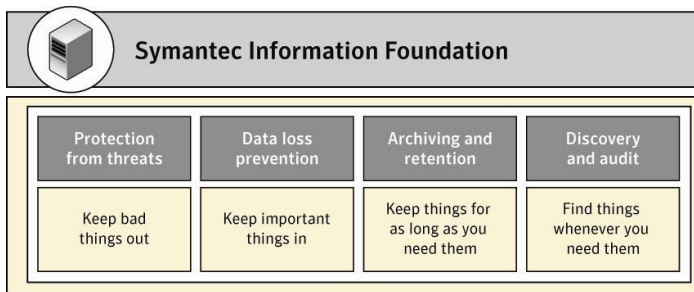 Symantec Information Foundation
Protection
from threats
Data loss
prevention
Archiving and
retention
Discovery
and audit
Keep bad
things out
Keep important
things in
Keep things for
as long as you
need them
Find things
whenever you
need them